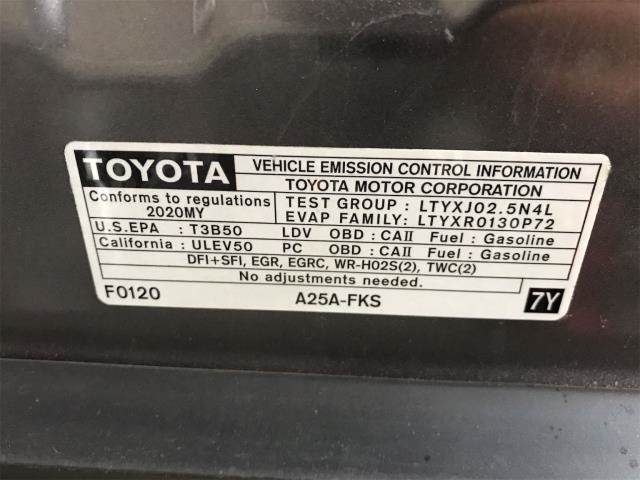 TOYOTA VEHICLE EMISSION CONTROL INFORMATION
TOYOTA MOTOR CORPORATION
Conforms to regulations
2020MY
TEST GROUP : LTYXJ02.5N4L
EVAP FAMILY: LTYXR0130P72
U.S.EPA : T3B50 LDV OBD : CAII Fuel : Gasoline
California : ULEV50 PC OBD : CAII Fuel : Gasoline
DFI+SFI, EGR, EGRC, WR-HO2S(2), TWC(2)
No adjustments needed.
F0120 A25A-FKS 7Y